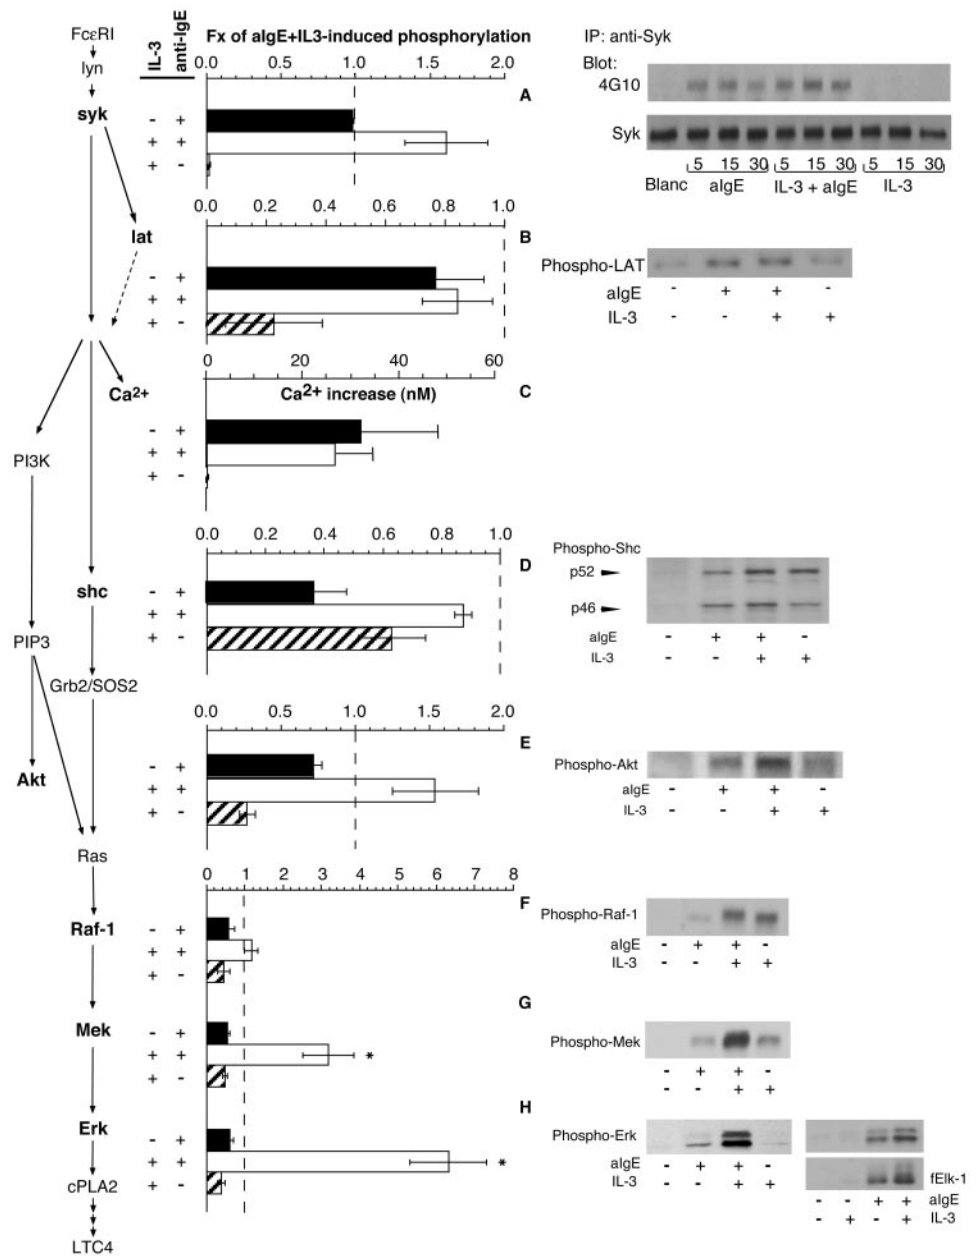 FcεRI
lyn
syk
lat
Ca2+
PI3K
shc
PIP3
Grb2/SOS2
Akt
Ras
Raf-1
Mek
Erk
cPLA2
LTC4
IL-3
anti-IgE
Fx of aIgE+IL3-induced phosphorylation
0.0 0.5 1.0 1.5 2.0
A
- +
+ +
+ -
IP: anti-Syk
Blot:
4G10
Syk
5 15 30 5 15 30 5 15 30
Blanc aIgE IL-3 + aIgE IL-3
0.0 0.2 0.4 0.6 0.8 1.0
B
- +
+ +
+ -
Phospho-LAT
aIgE - + + -
IL-3 - - + +
0 20 40 60
Ca2+ increase (nM)
C
- +
+ +
+ -
0.0 0.2 0.4 0.6 0.8 1.0
D
- +
+ +
+ -
Phospho-Shc
p52
p46
aIgE - + + -
IL-3 - - + +
0.0 0.5 1.0 1.5 2.0
E
- +
+ +
+ -
Phospho-Akt
aIgE - + + -
IL-3 - - + +
0 1 2 3 4 5 6 7 8
F
- +
+ +
+ -
Phospho-Raf-1
aIgE - + + -
IL-3 - - + +
G
- +
+ + *
+ -
Phospho-Mek
- + + -
- - + +
H
- +
+ + *
+ -
Phospho-Erk
aIgE - + + -
IL-3 - - + +
fElk-1
- - + + aIgE
- + - + IL-3